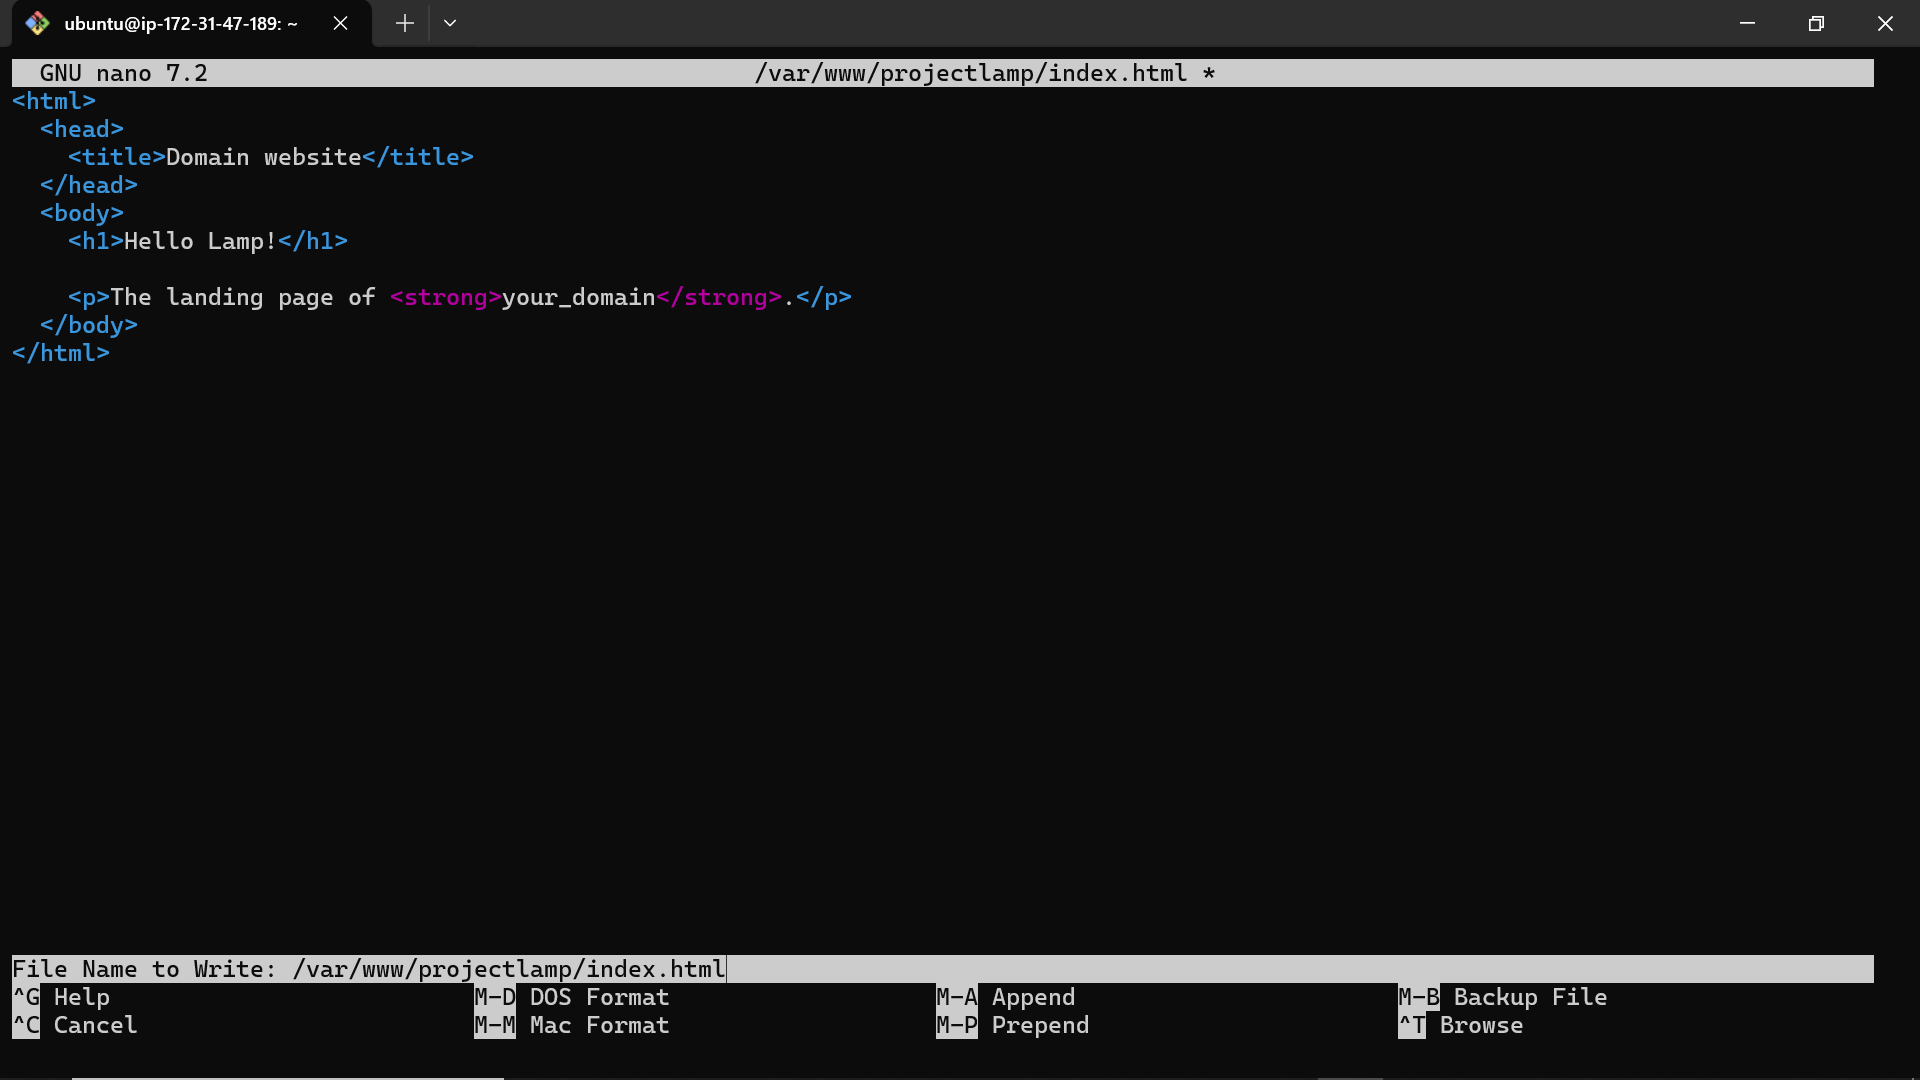 ubuntu@ip-172-31-47-189: ~
GNU nano 7.2 /var/www/projectlamp/index.html *
<html>
  <head>
    <title>Domain website</title>
  </head>
  <body>
    <h1>Hello Lamp!</h1>

    <p>The landing page of <strong>your_domain</strong>.</p>
  </body>
</html>
File Name to Write: /var/www/projectlamp/index.html
^G Help M-D DOS Format M-A Append M-B Backup File
^C Cancel M-M Mac Format M-P Prepend ^T Browse